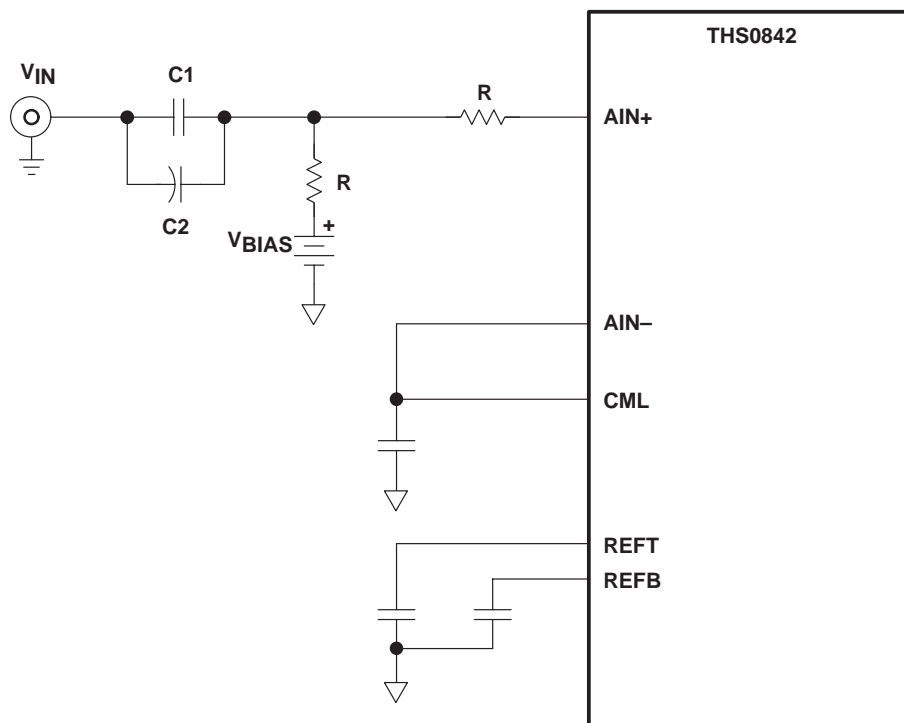 THS0842
VIN
C1
R
AIN+
R
C2
+
VBIAS
AIN–
CML
REFT
REFB